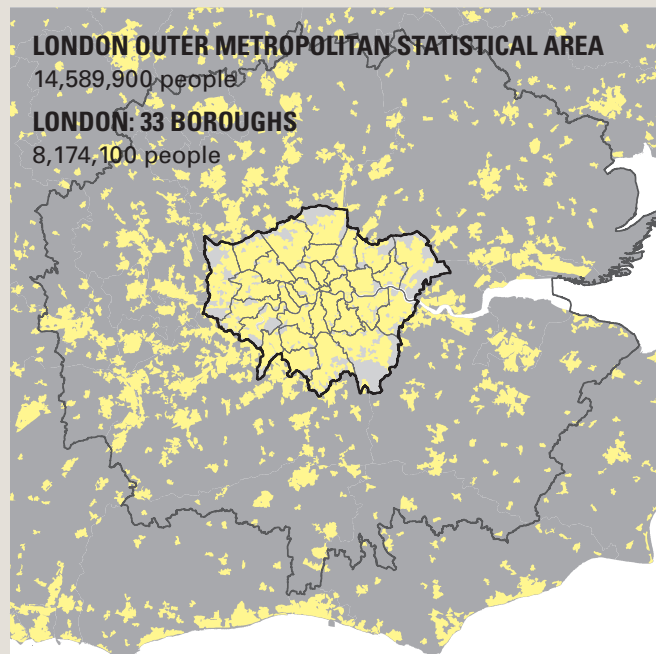 LONDON OUTER METROPOLITAN STATISTICAL AREA
14,589,900 people
LONDON: 33 BOROUGHS
8,174,100 people